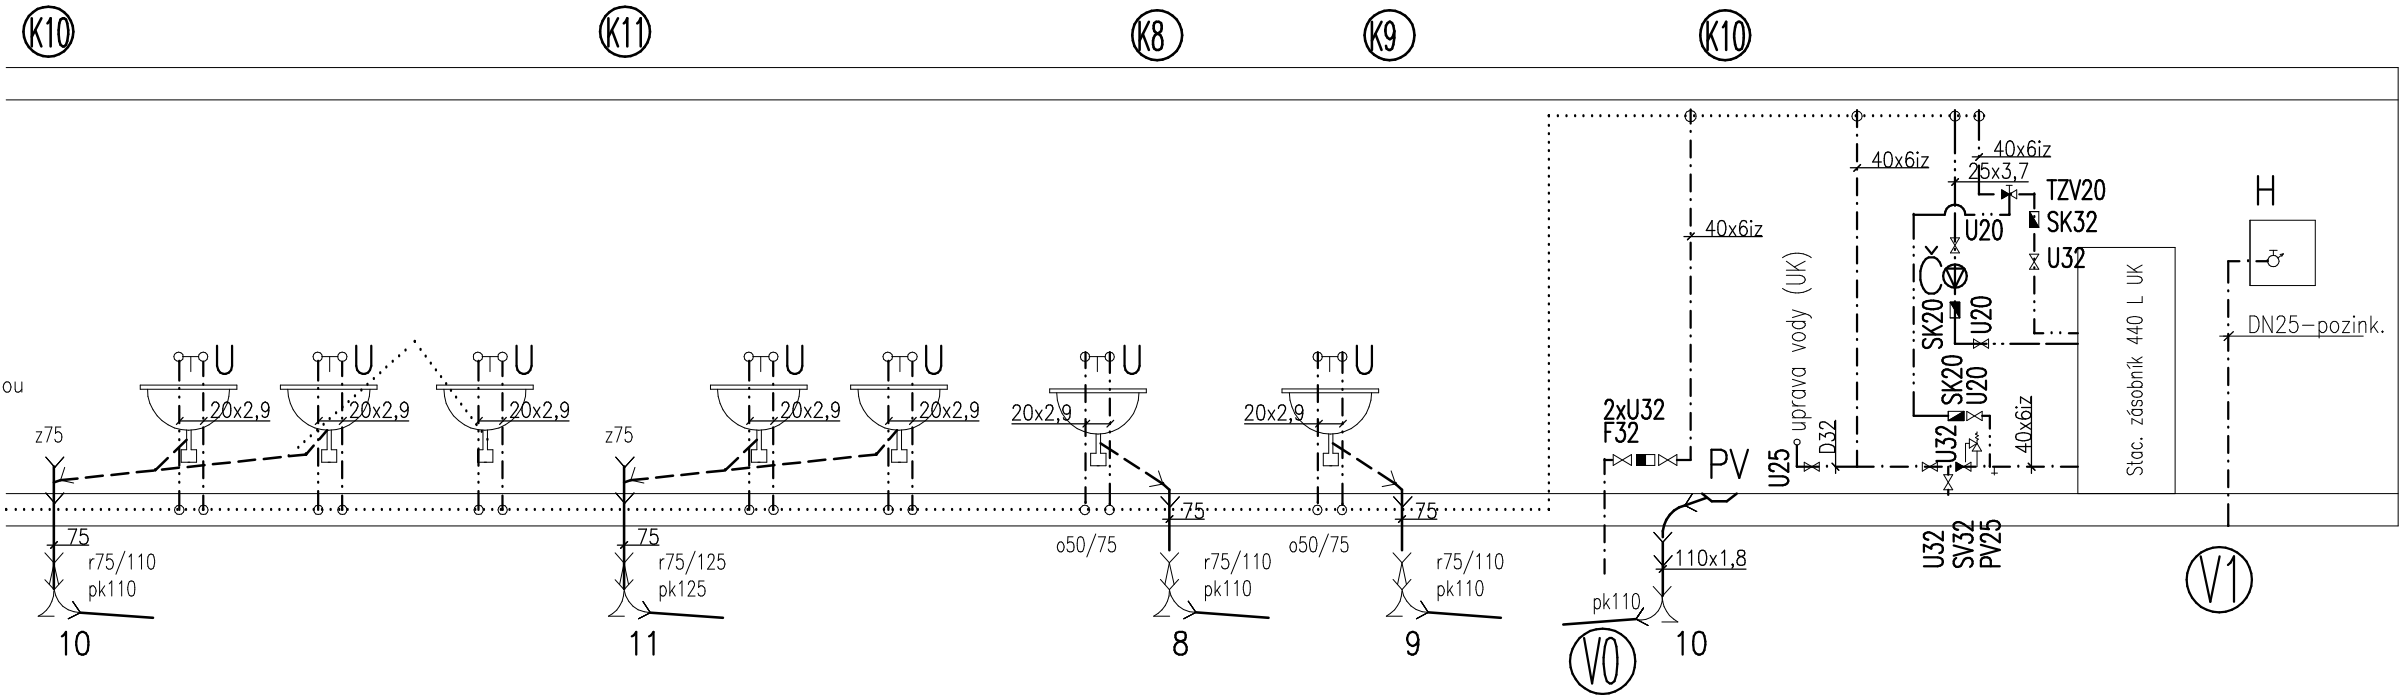 K10
K11
K8
K9
K10
40x6iz
40x6iz
25x3,7
TZV20
H
SK32
40x6iz
U20
U32
úprava vody (UK)
Stac. zásobník 440 L UK
SK20
U20
DN25-pozink.
U
U
U
U
U
U
U
ou
20x2,9
20x2,9
20x2,9
20x2,9
20x2,9
20x2,9
20x2,9
SK20
U20
2xU32
F32
z75
z75
D32
U32
40x6iz
U25
PV
75
75
75
75
o50/75
o50/75
U32
SV32
PV25
r75/110
pk110
r75/125
pk125
r75/110
pk110
r75/110
pk110
110x1,8
pk110
V1
10
11
8
9
V0
10